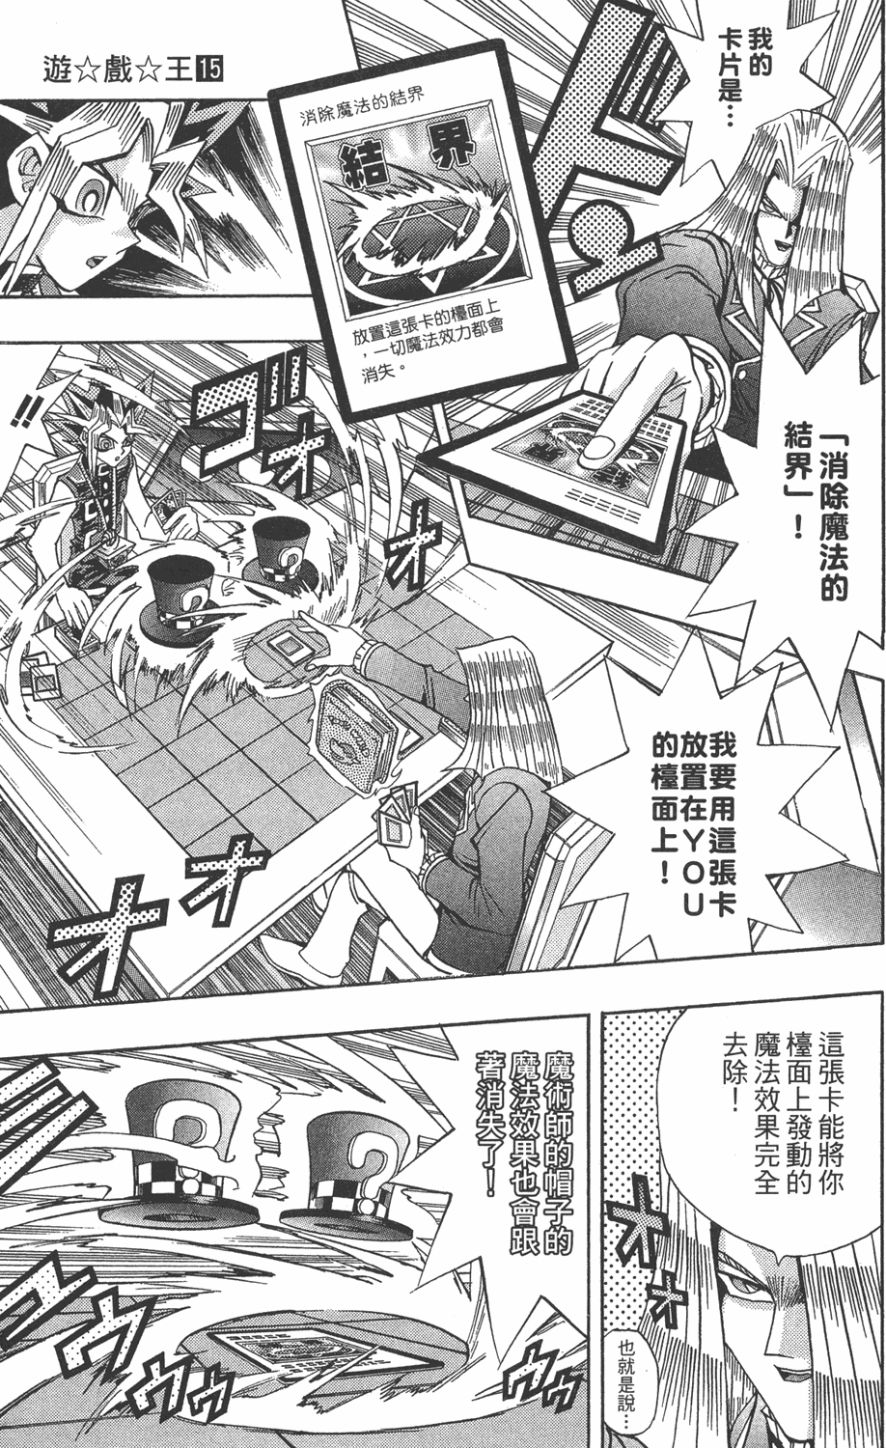 遊☆戲☆王15
我的
卡片是…
消除魔法的結界
結界
放置這張卡的檯面上
，一切魔法效力都會
消失。
ドン
「消除魔法的
結界」！
!!
ゴオ
オ
オオ
我要用這張卡
放置在YOU
的檯面上！
這張卡能將你
檯面上發動的
魔法效果完全
去除！
オオ
也就是說…
魔術師的帽子的
魔法效果也會跟
著消失了！